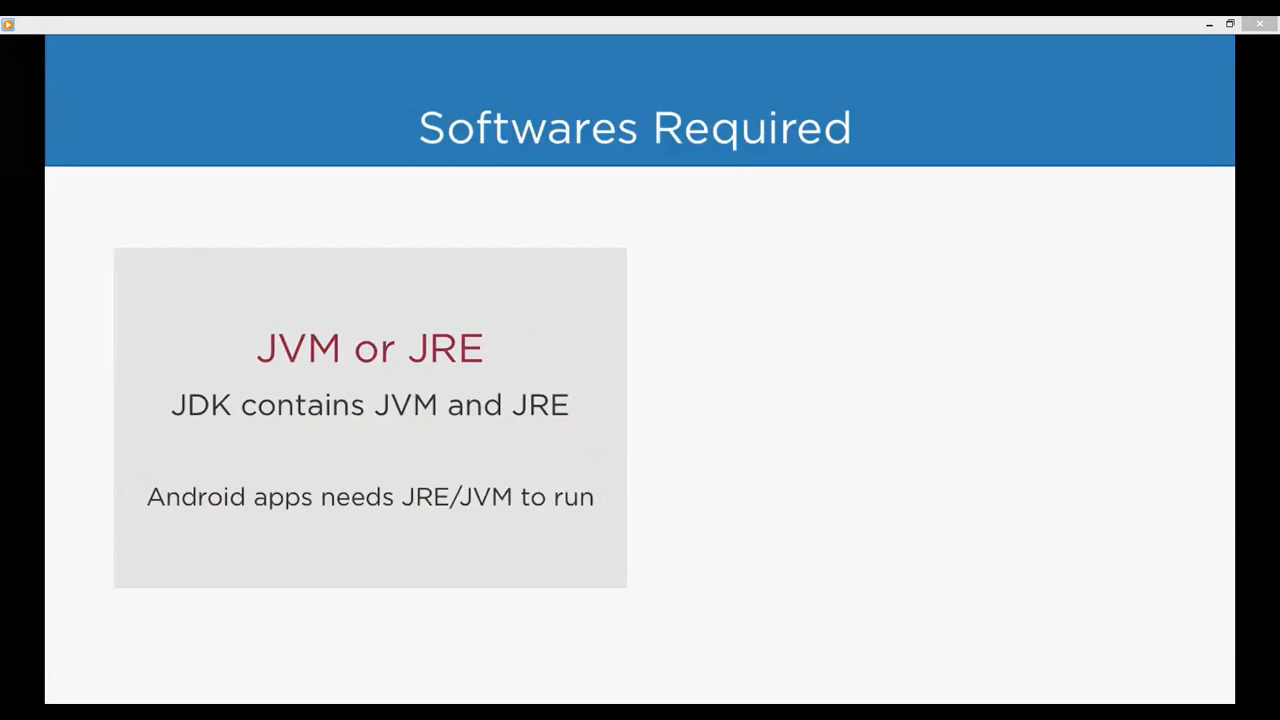 Softwares Required
JVM or JRE
JDK contains JVM and JRE
Android apps needs JRE/JVM to run